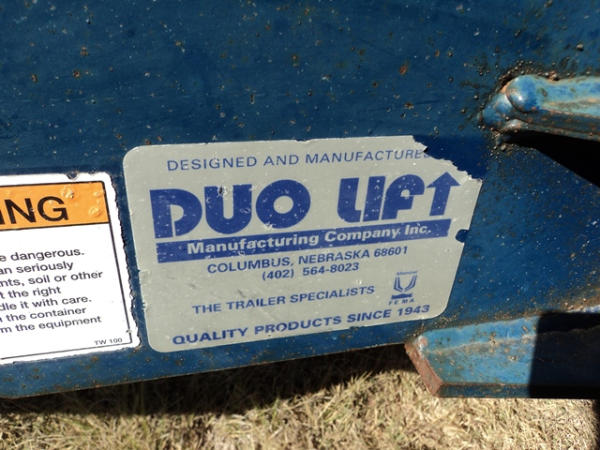 NING
e dangerous.
an seriously
nts, soil or other
t the right
dle it with care.
n the container
m the equipment
TW 100
DESIGNED AND MANUFACTURE
DUO LIFT
Manufacturing Company Inc.
COLUMBUS, NEBRASKA 68601
(402) 564-8023
THE TRAILER SPECIALISTS
FEMA
QUALITY PRODUCTS SINCE 1943